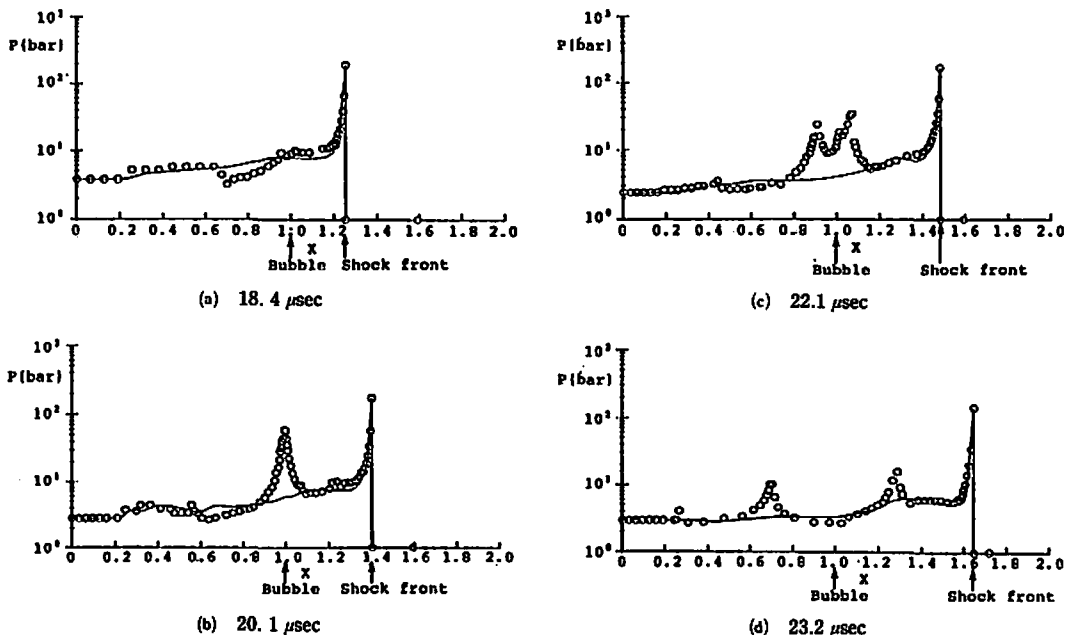 10³
P(bar)
10²
10¹
10⁰
0 0.2 0.4 0.6 0.8 1.0 1.2 1.4 1.6 1.8 2.0
X
Bubble Shock front
(a) 18.4 μsec
10³
P(bar)
10²
10¹
10⁰
0 0.2 0.4 0.6 0.8 1.0 1.2 1.4 1.6 1.8 2.0
X
Bubble Shock front
(b) 20.1 μsec
10³
P(bar)
10²
10¹
10⁰
0 0.2 0.4 0.6 0.8 1.0 1.2 1.4 1.6 1.8 2.0
X
Bubble Shock front
(c) 22.1 μsec
10³
P(bar)
10²
10¹
10⁰
0 0.2 0.4 0.6 0.8 1.0 1.2 1.4 1.6 1.8 2.0
X
Bubble Shock front
(d) 23.2 μsec